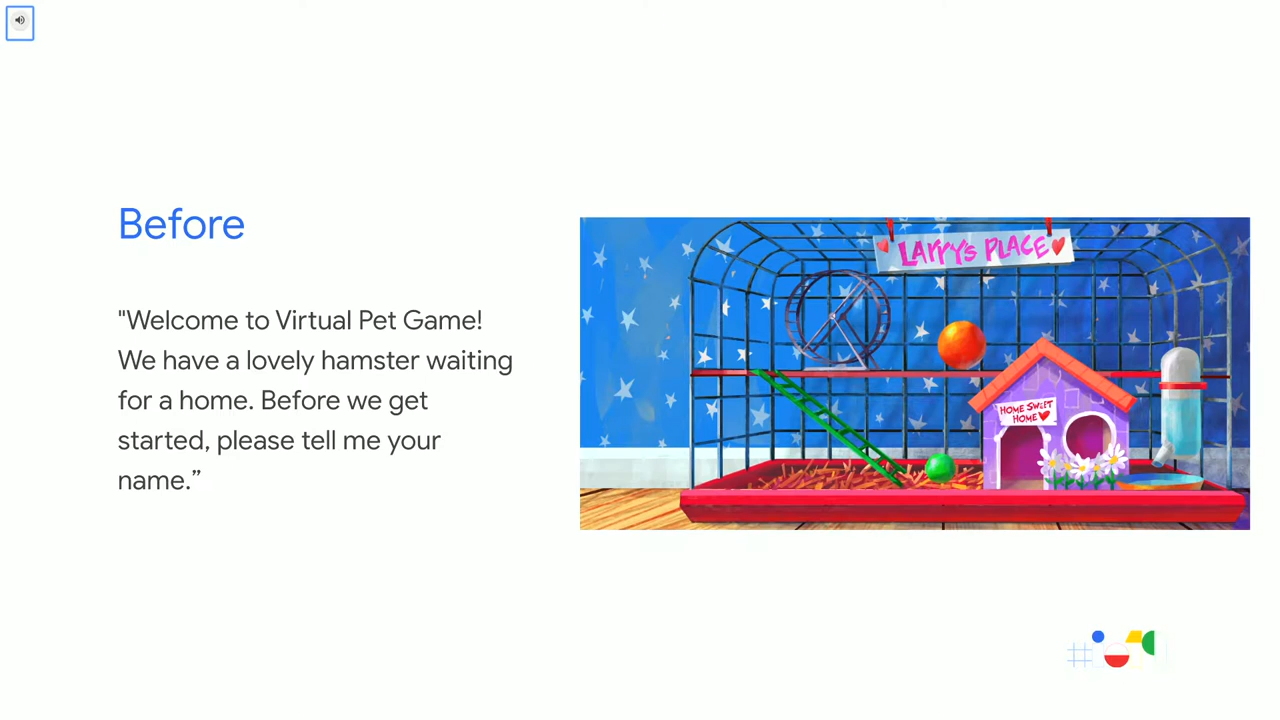 Before
"Welcome to Virtual Pet Game!
We have a lovely hamster waiting
for a home. Before we get
started, please tell me your
name.”
LArry's PLACE
HOME SWEET
HOME